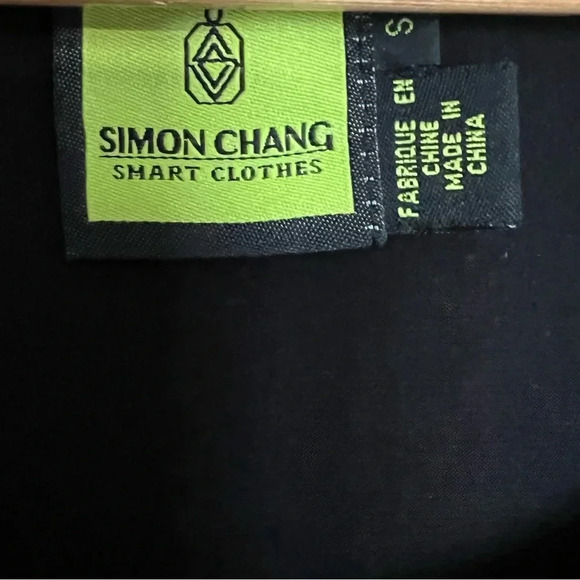 SIMON CHANG
SMART CLOTHES
S
FABRIQUE EN
CHINE
MADE IN
CHINA